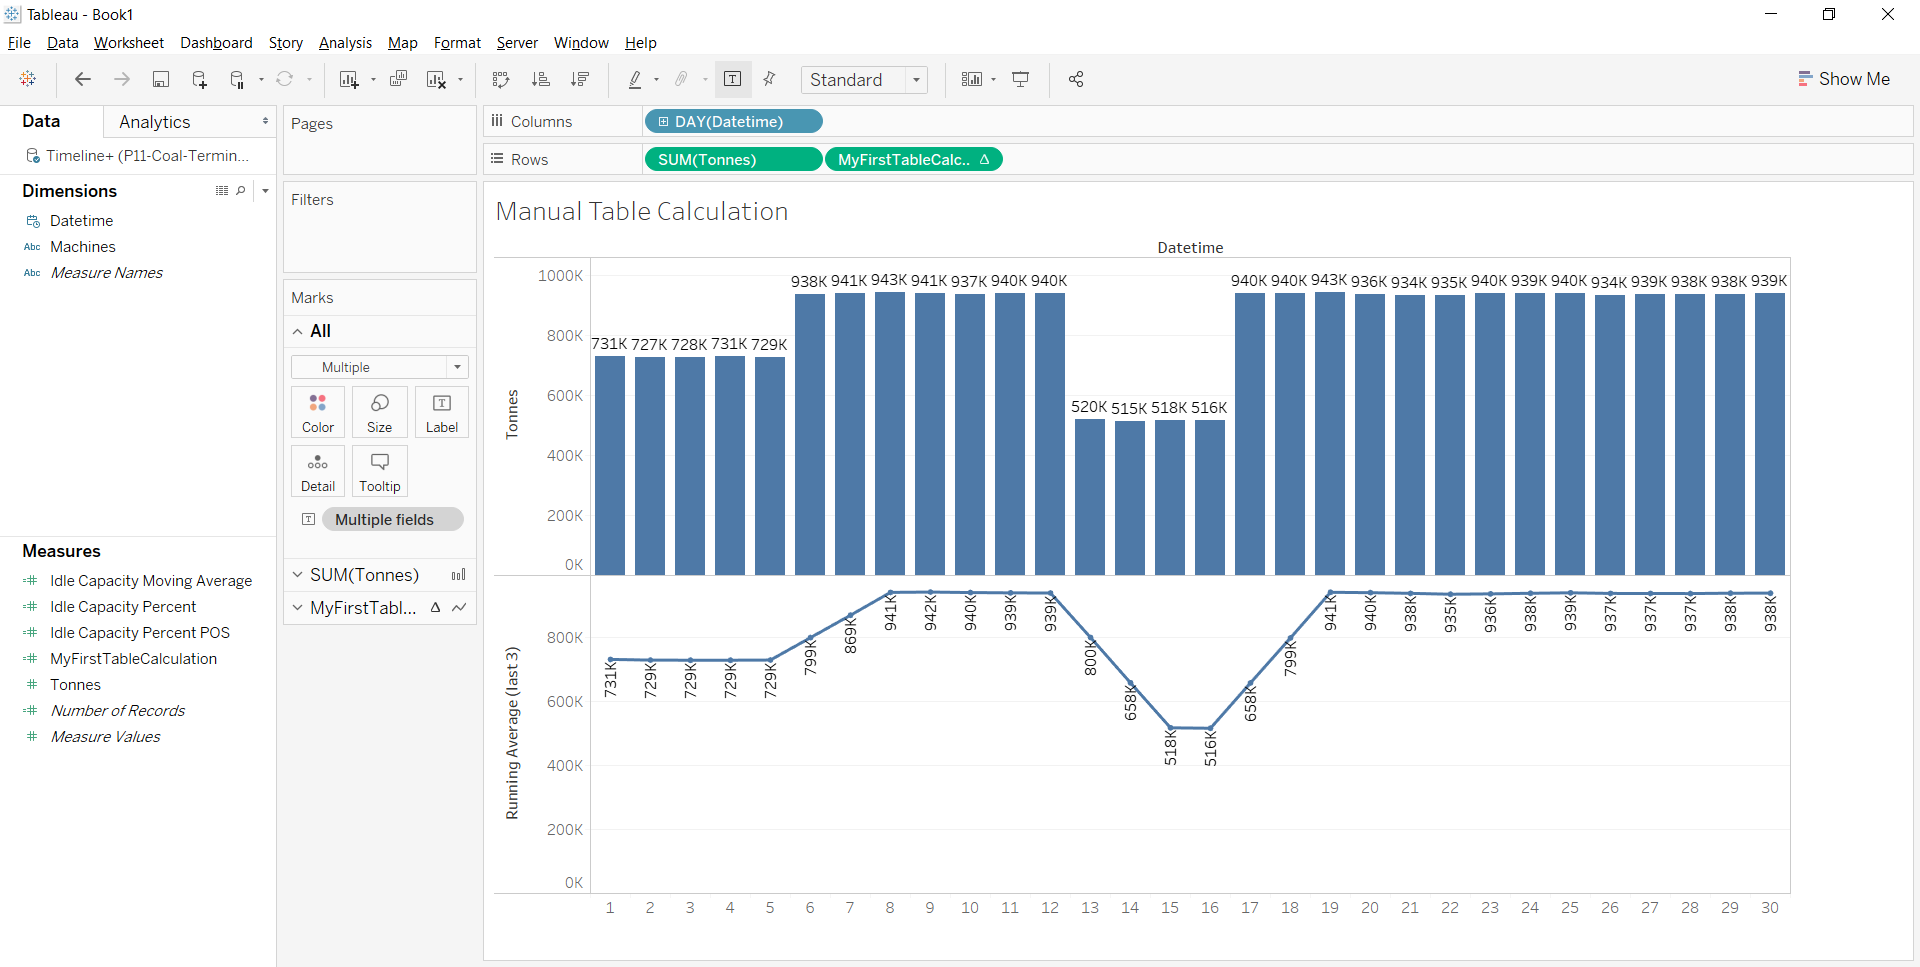 Tableau - Book1
File Data Worksheet Dashboard Story Analysis Map Format Server Window Help
Standard
Show Me
Data Analytics
Timeline+ (P11-Coal-Termin...
Dimensions
Datetime
Abc Machines
Abc Measure Names
Measures
Idle Capacity Moving Average
Idle Capacity Percent
Idle Capacity Percent POS
MyFirstTableCalculation
Tonnes
Number of Records
Measure Values
Pages
Filters
Marks
All
Multiple
Color Size Label
Detail Tooltip
Multiple fields
SUM(Tonnes)
MyFirstTabl...
Columns DAY(Datetime)
Rows SUM(Tonnes) MyFirstTableCalc..
Manual Table Calculation
Datetime
Tonnes
1000K
800K
600K
400K
200K
0K
731K 727K 728K 731K 729K 938K 941K 943K 941K 937K 940K 940K 520K 515K 518K 516K 940K 940K 943K 936K 934K 935K 940K 939K 940K 934K 939K 938K 938K 939K
Running Average (last 3)
800K
600K
400K
200K
0K
731K 729K 729K 729K 729K 799K 869K 941K 942K 940K 939K 939K 800K 658K 518K 516K 658K 799K 941K 940K 938K 935K 936K 938K 939K 937K 937K 937K 938K 938K
1 2 3 4 5 6 7 8 9 10 11 12 13 14 15 16 17 18 19 20 21 22 23 24 25 26 27 28 29 30